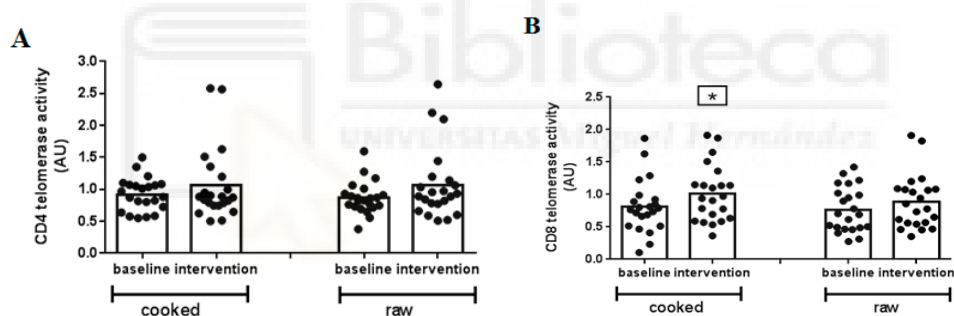 A
CD4 telomerase activity
(AU)
3.0
2.5
2.0
1.5
1.0
0.5
0.0
baseline intervention
baseline intervention
cooked
raw
B
CD8 telomerase activity
(AU)
2.5
2.0
1.5
1.0
0.5
0.0
*
baseline intervention
baseline intervention
cooked
raw
Biblioteca
UNIVERSITAS Miguel Hernández